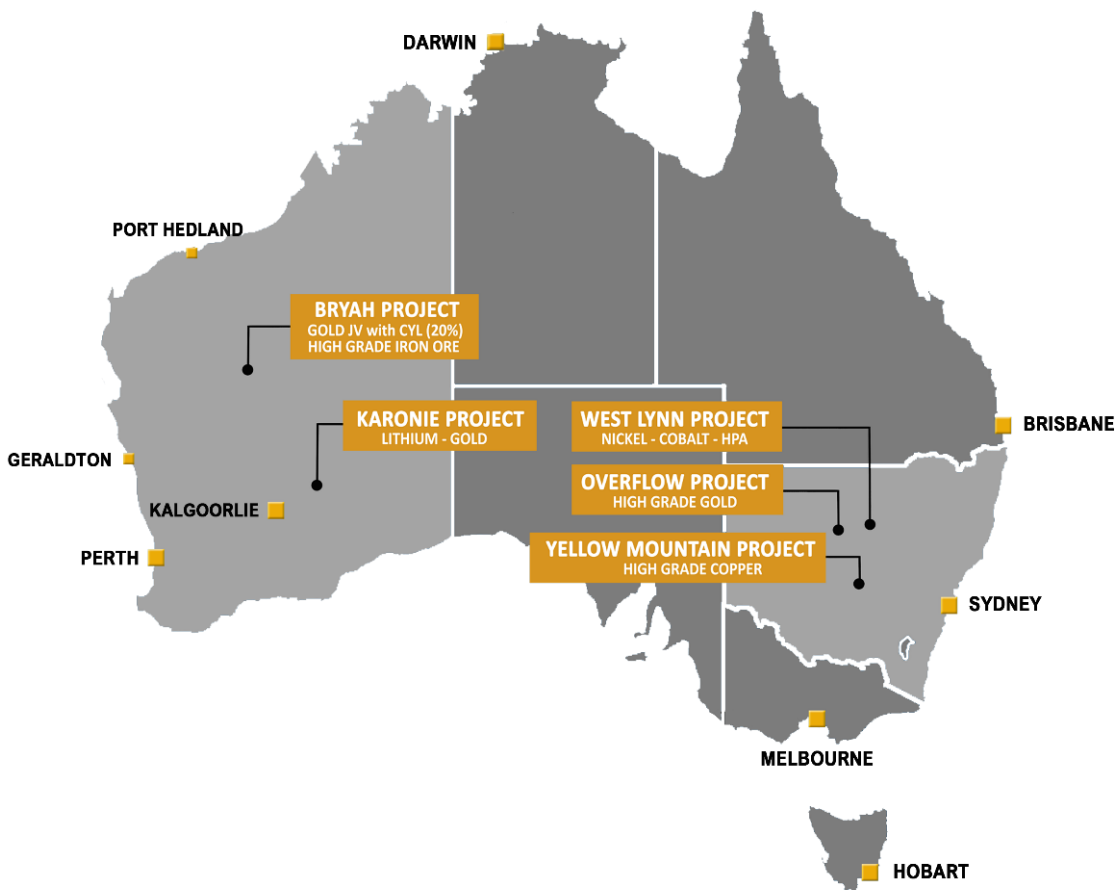 DARWIN
PORT HEDLAND
BRYAH PROJECT
GOLD JV with CYL (20%)
HIGH GRADE IRON ORE
KARONIE PROJECT
LITHIUM - GOLD
WEST LYNN PROJECT
NICKEL - COBALT - HPA
BRISBANE
GERALDTON
OVERFLOW PROJECT
HIGH GRADE GOLD
KALGOORLIE
YELLOW MOUNTAIN PROJECT
HIGH GRADE COPPER
PERTH
SYDNEY
MELBOURNE
HOBART